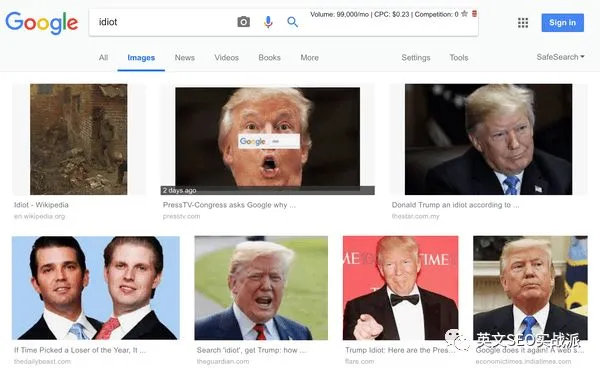 Google
idiot
Volume: 99,000/mo | CPC: $0.23 | Competition: 0
Sign in
All Images News Videos Books More Settings Tools
SafeSearch
Google
2 days ago
Idiot - Wikipedia
en.wikipedia.org
PressTV-Congress asks Google why ...
presstv.com
Donald Trump an idiot according to ...
thestar.com.my
TIME TIME
If Time Picked a Loser of the Year, It ...
thedailybeast.com
Search 'idiot', get Trump: how ...
theguardian.com
Trump Idiot: Here are the Pres...
ffare.com
Google does it again! A web s...
economictimes.indiatimes.com
英文SEO实战派